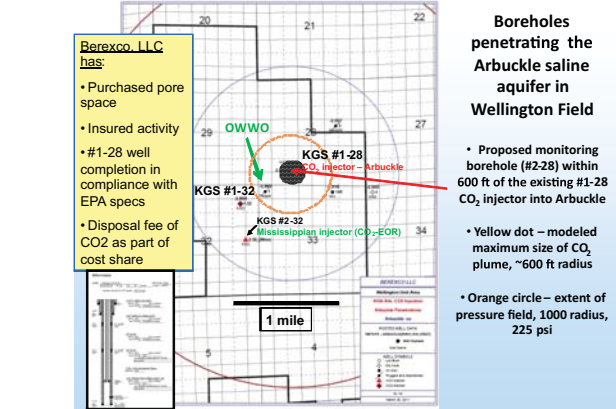 Berexco, LLC
has:
• Purchased pore
space
• Insured activity
• #1-28 well
completion in
compliance with
EPA specs
• Disposal fee of
CO2 as part of
cost share
20
21
29
27
OWWO
KGS #1-28
CO2 injector – Arbuckle
KGS #1-32
KGS #2-32
Mississippian injector (CO2-EOR)
32
33
34
1 mile
5
4
BEREXCO LLC
Boreholes
penetrating the
Arbuckle saline
aquifer in
Wellington Field
• Proposed monitoring
borehole (#2-28) within
600 ft of the existing #1-28
CO2 injector into Arbuckle
• Yellow dot – modeled
maximum size of CO2
plume, ~600 ft radius
• Orange circle – extent of
pressure field, 1000 radius,
225 psi